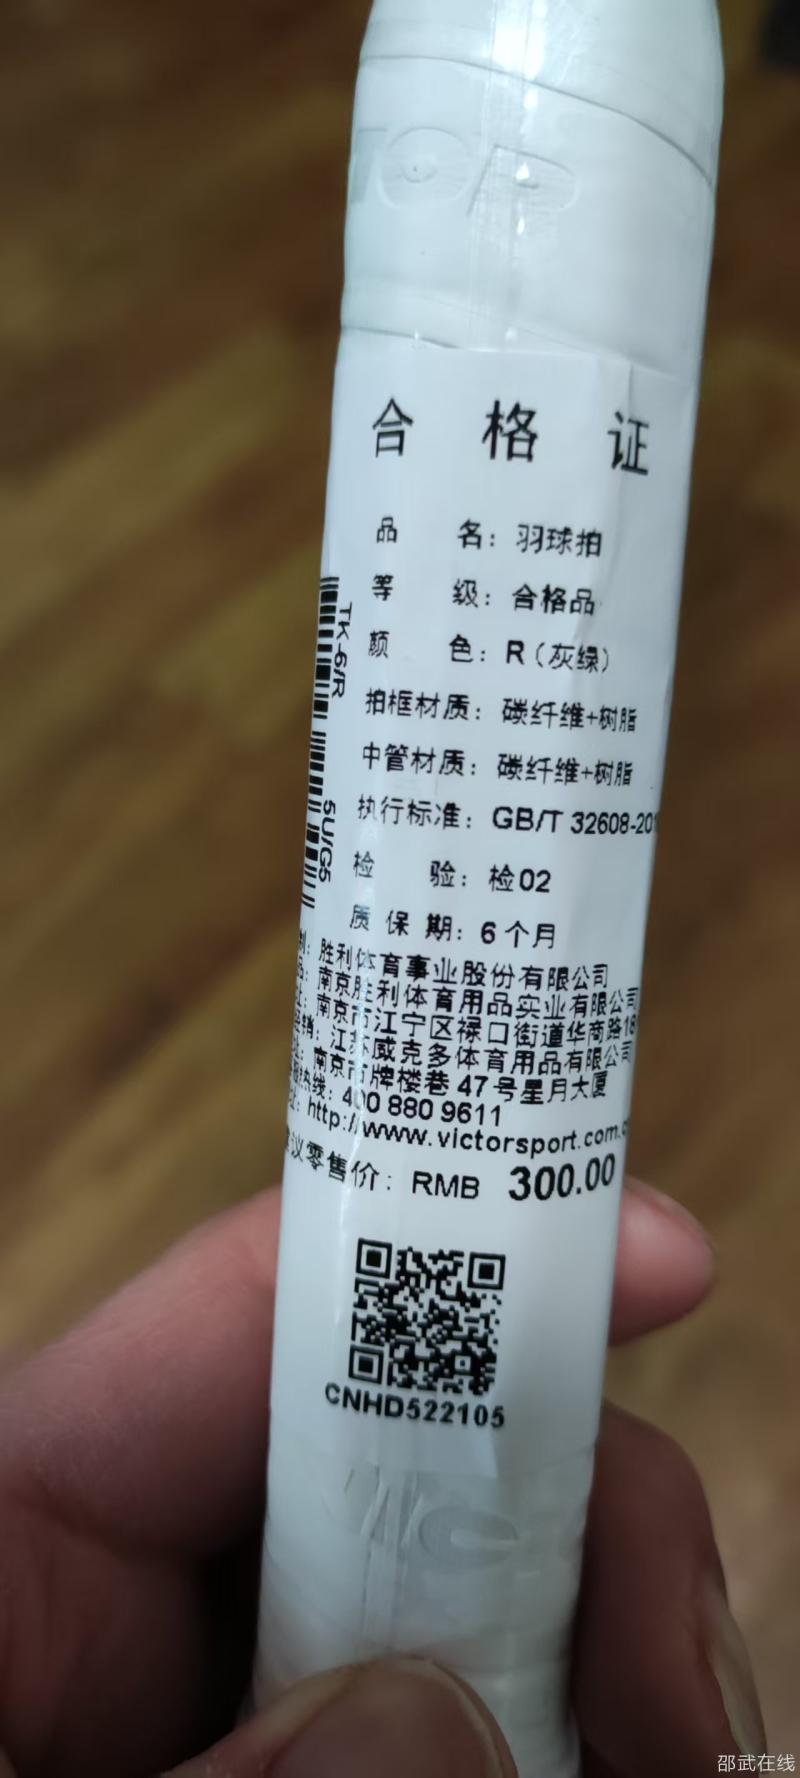 合格证
品名：羽球拍
等级：合格品
颜色：R（灰绿）
拍框材质：碳纤维+树脂
中管材质：碳纤维+树脂
执行标准：GB/T 32608-201
检验：检02
质保期：6个月
胜利体育事业股份有限公司
南京胜利体育用品实业有限公司
南京市江宁区禄口街道华商路18
江苏威克多体育用品有限公司
南京市牌楼巷47号星月大厦
热线：400 880 9611
http://www.victorsport.com.c
议零售价：RMB 300.00
CNHD522105
TK-6/R
5U/G5
邵武在线